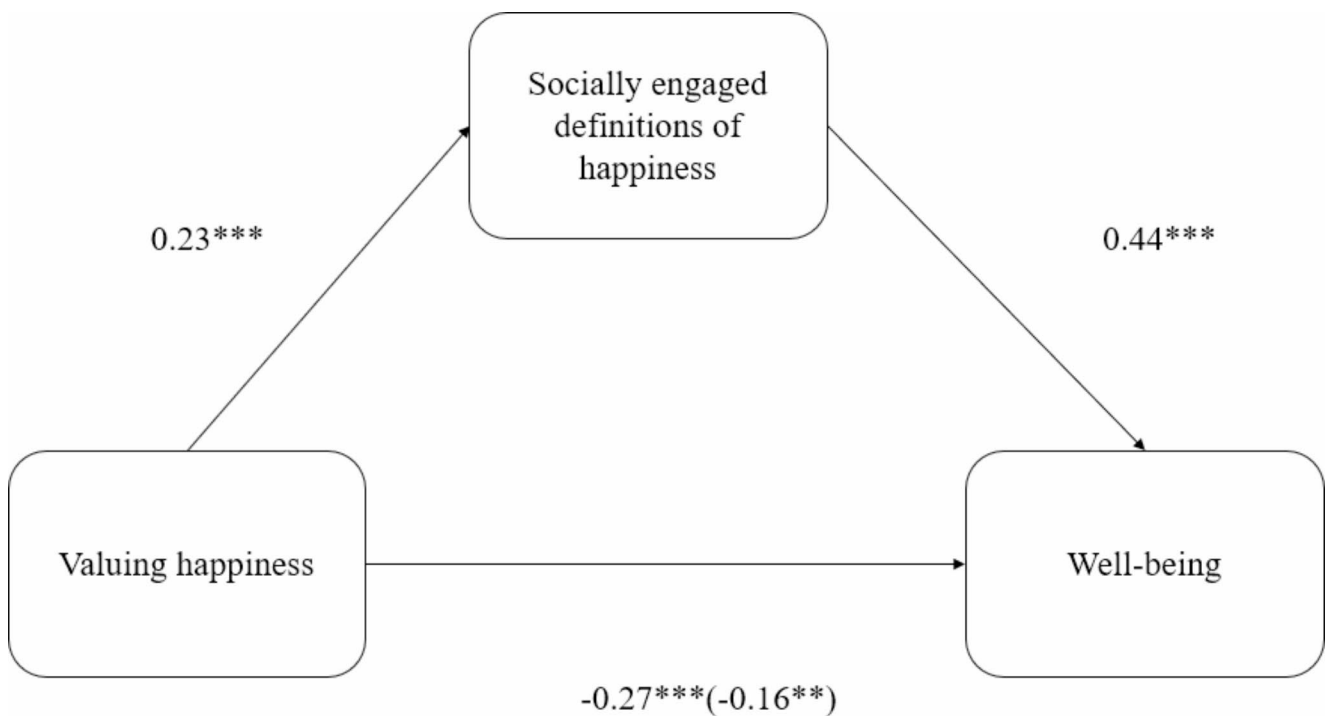 Socially engaged
definitions of
happiness
0.23***
0.44***
Valuing happiness
Well-being
-0.27***(-0.16**)